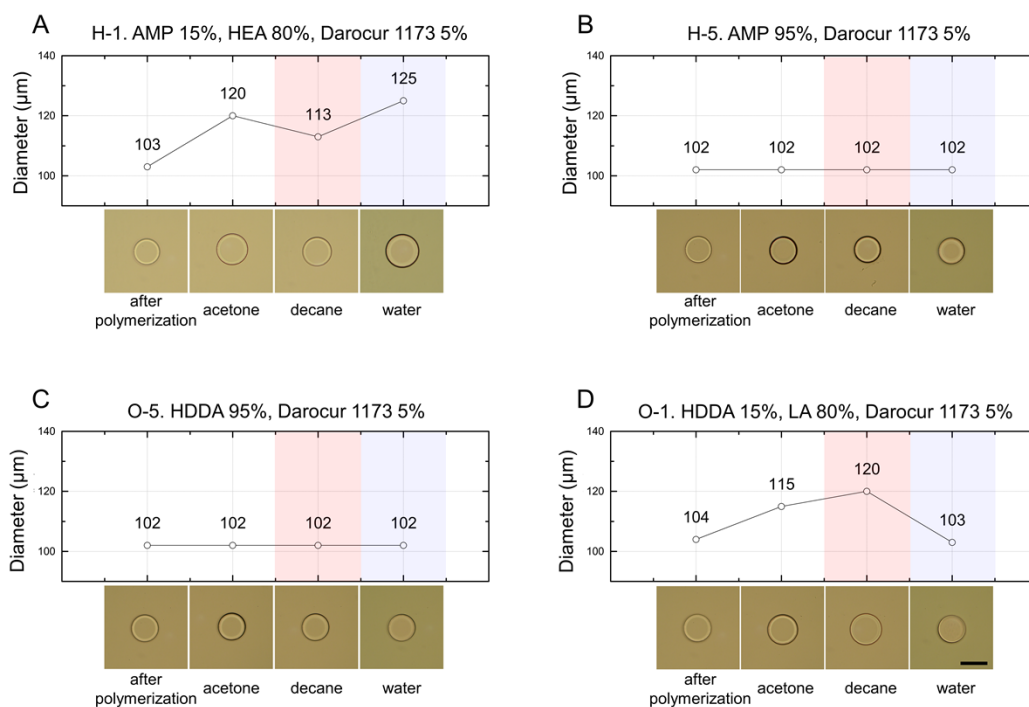 A
H-1. AMP 15%, HEA 80%, Darocur 1173 5%
Diameter (μm)
140
120
100
103
120
113
125
after
polymerization
acetone
decane
water
B
H-5. AMP 95%, Darocur 1173 5%
Diameter (μm)
140
120
100
102
102
102
102
after
polymerization
acetone
decane
water
C
O-5. HDDA 95%, Darocur 1173 5%
Diameter (μm)
140
120
100
102
102
102
102
after
polymerization
acetone
decane
water
D
O-1. HDDA 15%, LA 80%, Darocur 1173 5%
Diameter (μm)
140
120
100
104
115
120
103
after
polymerization
acetone
decane
water